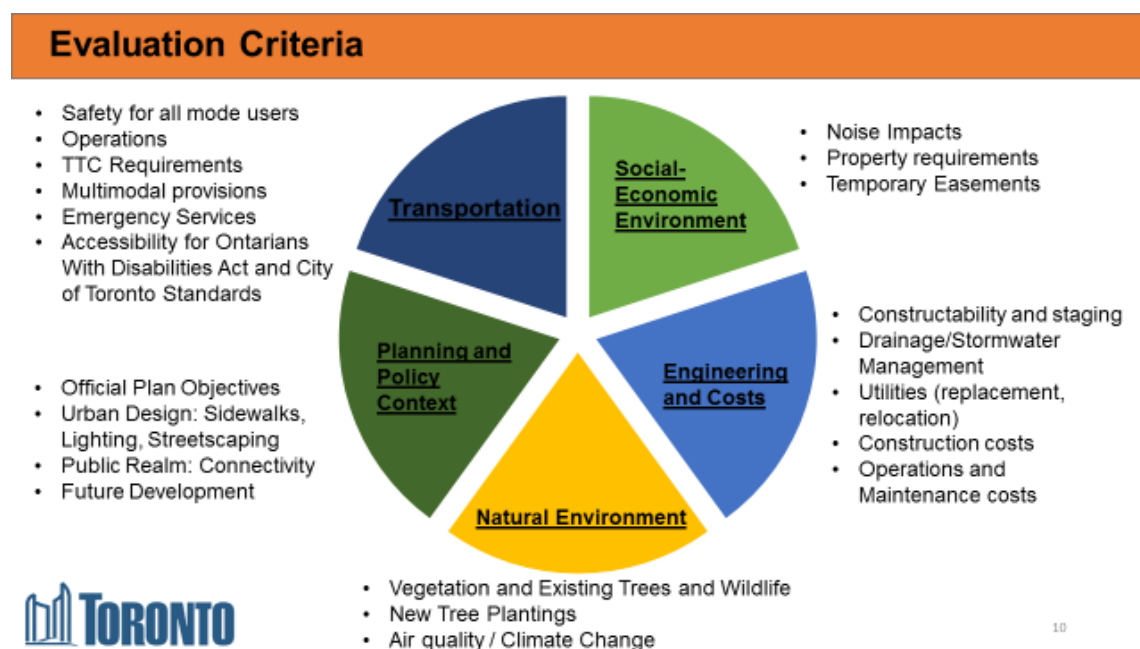 Evaluation Criteria
• Safety for all mode users
• Operations
• TTC Requirements
• Multimodal provisions
• Emergency Services
• Accessibility for Ontarians
With Disabilities Act and City
of Toronto Standards
Transportation
Social-
Economic
Environment
• Noise Impacts
• Property requirements
• Temporary Easements
Planning and
Policy
Context
• Official Plan Objectives
• Urban Design: Sidewalks,
Lighting, Streetscaping
• Public Realm: Connectivity
• Future Development
Engineering
and Costs
• Constructability and staging
• Drainage/Stormwater
Management
• Utilities (replacement,
relocation)
• Construction costs
• Operations and
Maintenance costs
Natural Environment
• Vegetation and Existing Trees and Wildlife
• New Tree Plantings
• Air quality / Climate Change
TORONTO
10